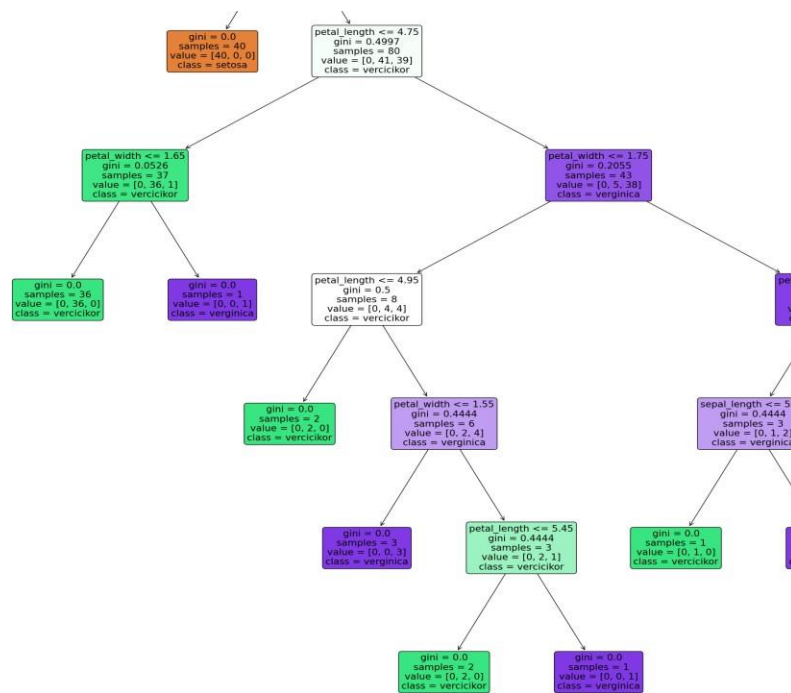 gini = 0.0
samples = 40
value = [40, 0, 0]
class = setosa
petal_length <= 4.75
gini = 0.4997
samples = 80
value = [0, 41, 39]
class = vercicikor
petal_width <= 1.65
gini = 0.0526
samples = 37
value = [0, 36, 1]
class = vercicikor
petal_width <= 1.75
gini = 0.2055
samples = 43
value = [0, 5, 38]
class = verginica
gini = 0.0
samples = 36
value = [0, 36, 0]
class = vercicikor
gini = 0.0
samples = 1
value = [0, 0, 1]
class = verginica
petal_length <= 4.95
gini = 0.5
samples = 8
value = [0, 4, 4]
class = vercicikor
gini = 0.0
samples = 2
value = [0, 2, 0]
class = vercicikor
petal_width <= 1.55
gini = 0.4444
samples = 6
value = [0, 2, 4]
class = verginica
sepal_length <= 5
gini = 0.4444
samples = 3
value = [0, 1, 2]
class = verginica
gini = 0.0
samples = 3
value = [0, 0, 3]
class = verginica
petal_length <= 5.45
gini = 0.4444
samples = 3
value = [0, 2, 1]
class = vercicikor
gini = 0.0
samples = 1
value = [0, 1, 0]
class = vercicikor
gini = 0.0
samples = 2
value = [0, 2, 0]
class = vercicikor
gini = 0.0
samples = 1
value = [0, 0, 1]
class = verginica